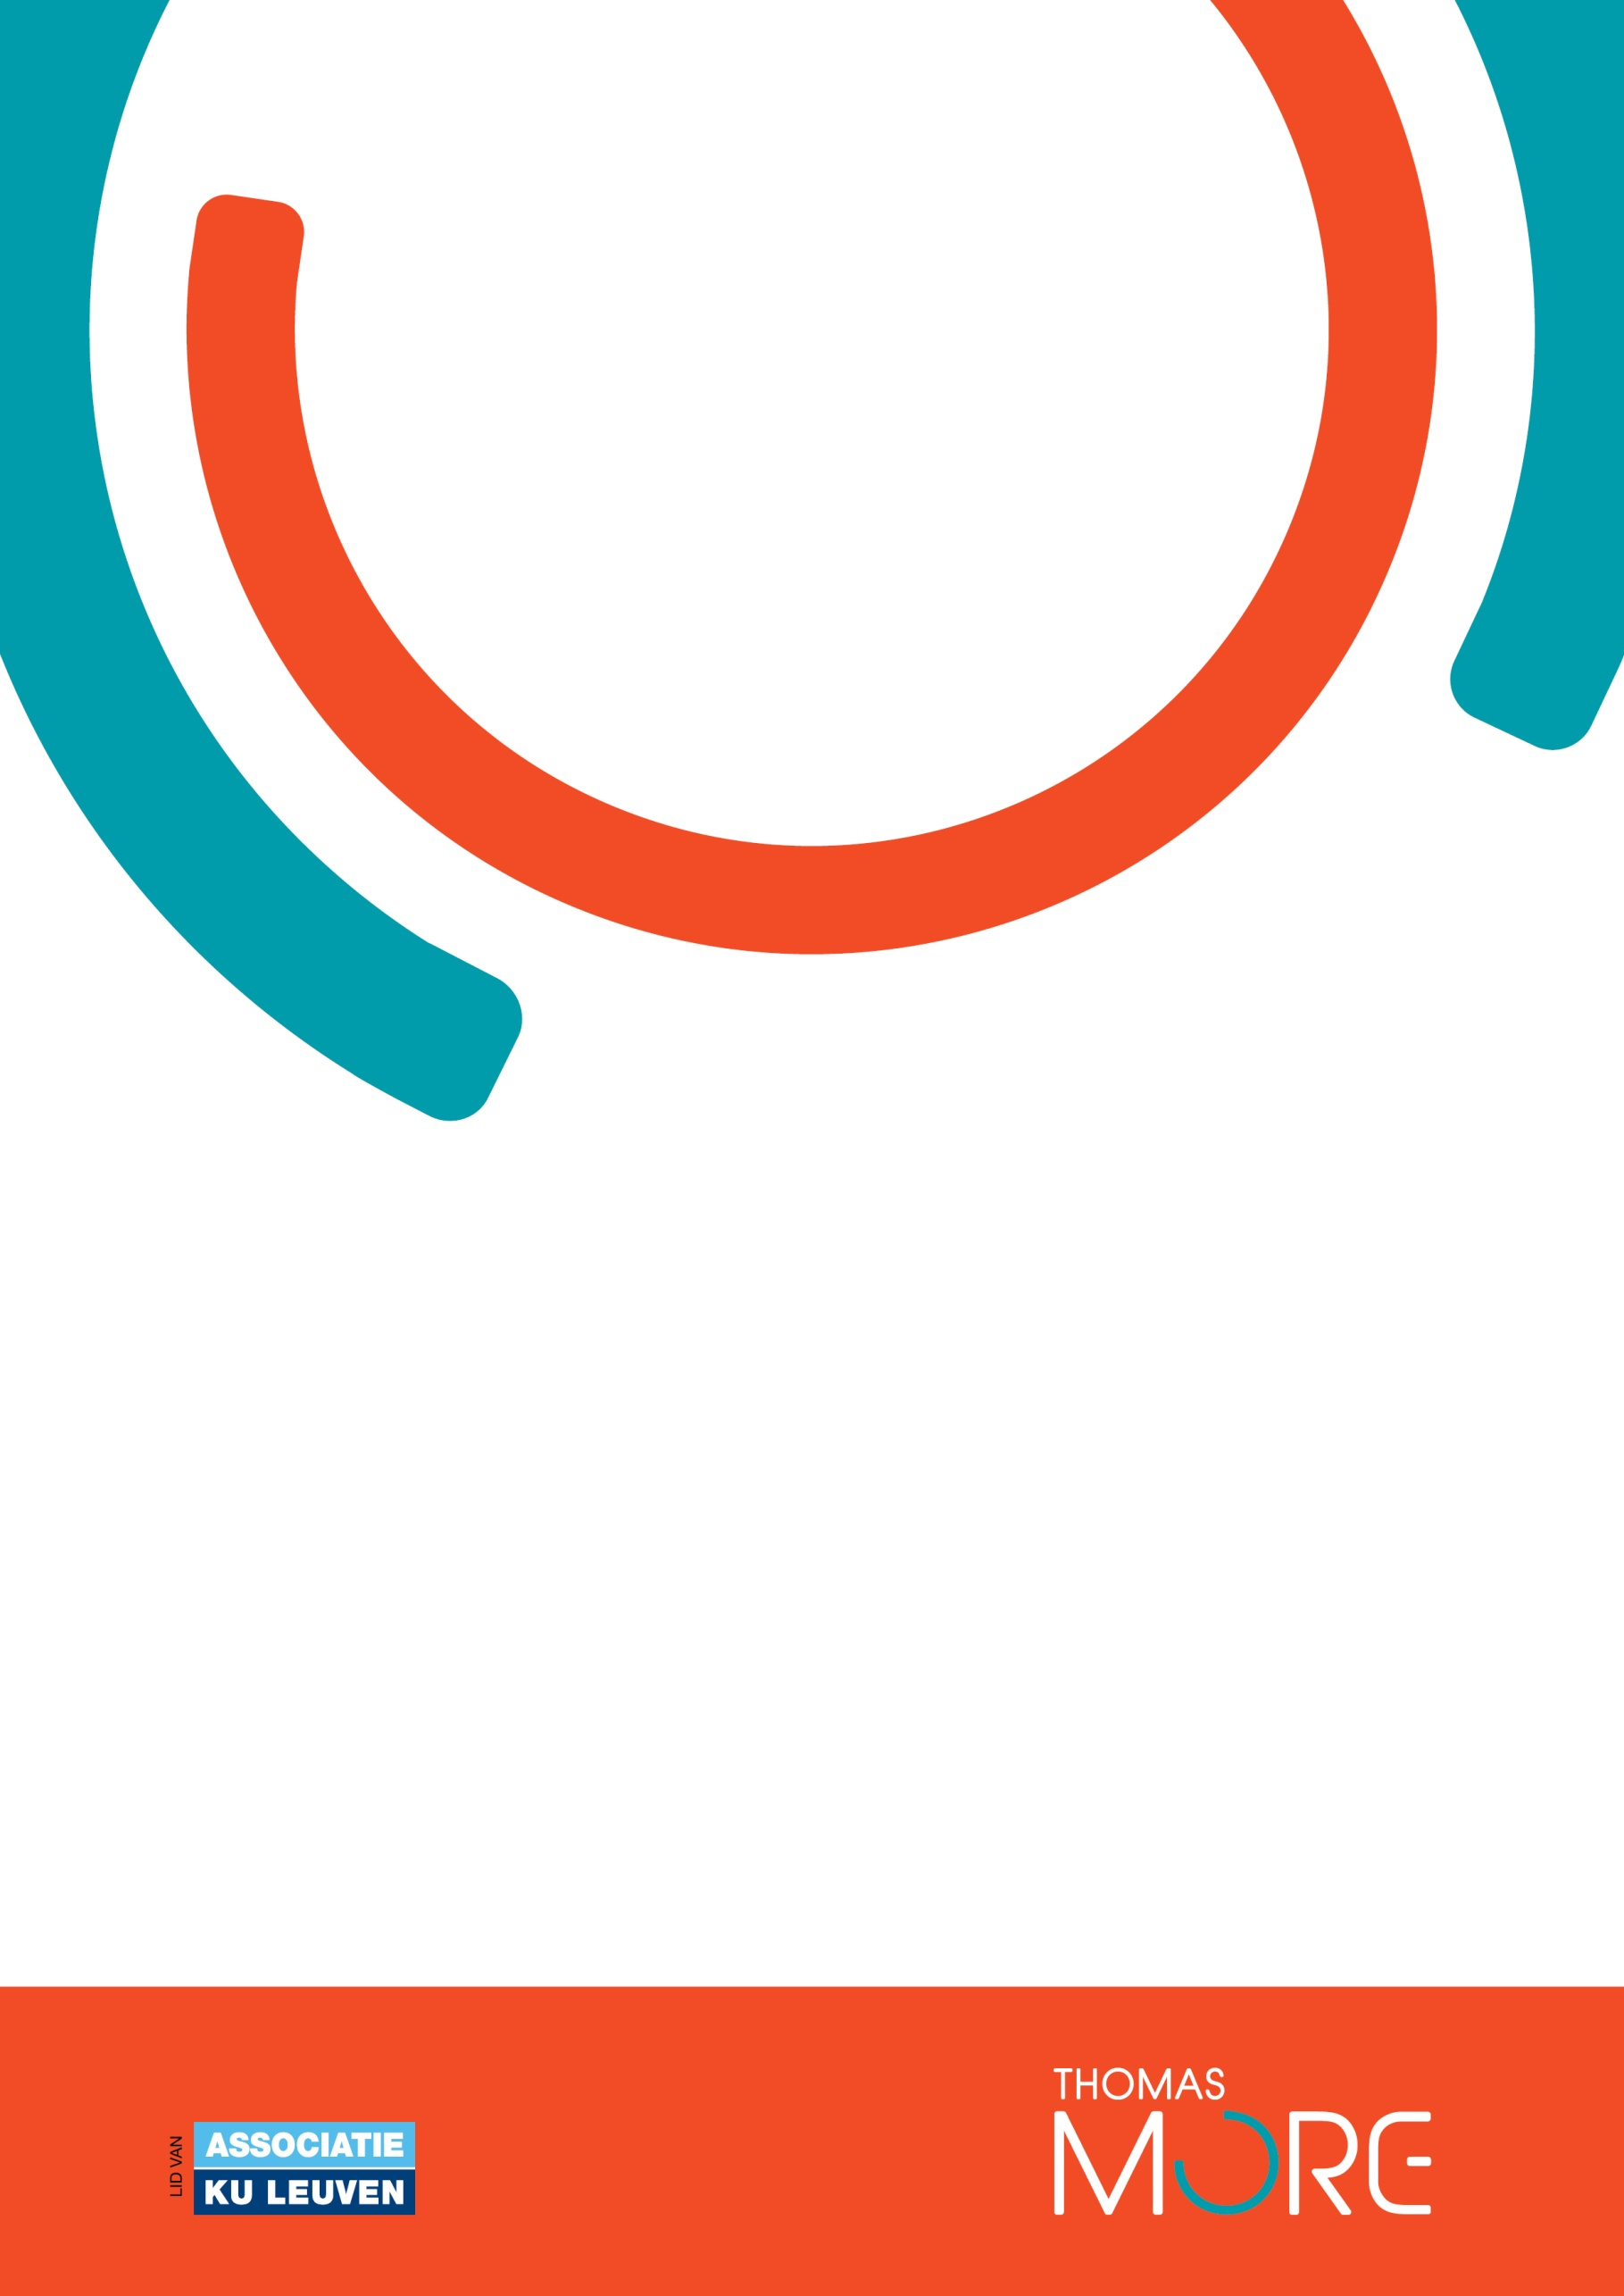 THOMAS
MORE
LID VAN
ASSOCIATIE
KU LEUVEN